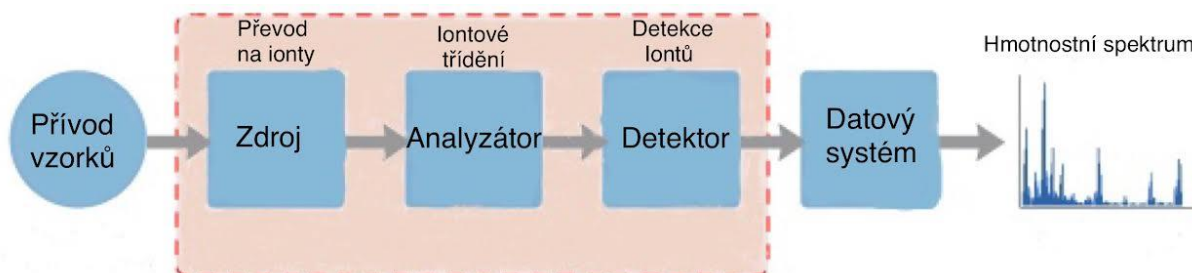 Přívod
vzorků
Převod
na ionty
Zdroj
Iontové
třídění
Analyzátor
Detekce
Iontů
Detektor
Datový
systém
Hmotnostní spektrum